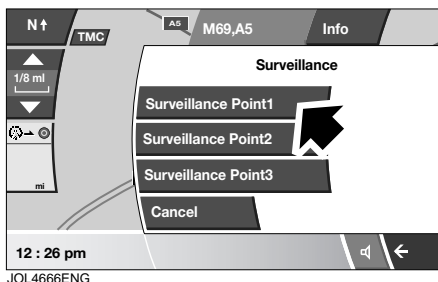 N
TMC
A5
M69,A5
Info
Surveillance
1/8 ml
Surveillance Point1
Surveillance Point2
Surveillance Point3
mi
Cancel
12 : 26 pm
JOL4666ENG